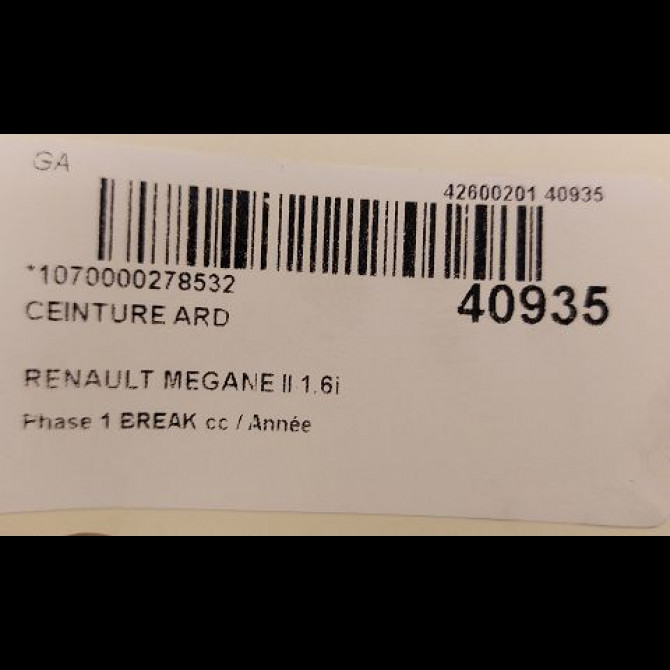 GA
42600201 40935
*1070000278532
40935
CEINTURE ARD
RENAULT MEGANE II 1.6i
Phase 1 BREAK cc / Année